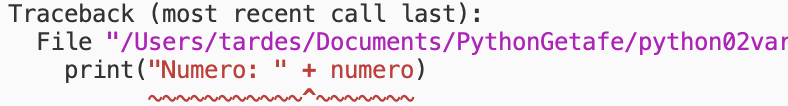 Traceback (most recent call last):
File "/Users/tardes/Documents/PythonGetafe/python02var
print("Numero: " + numero)
~~~~~~~~~~~^~~~~~~~